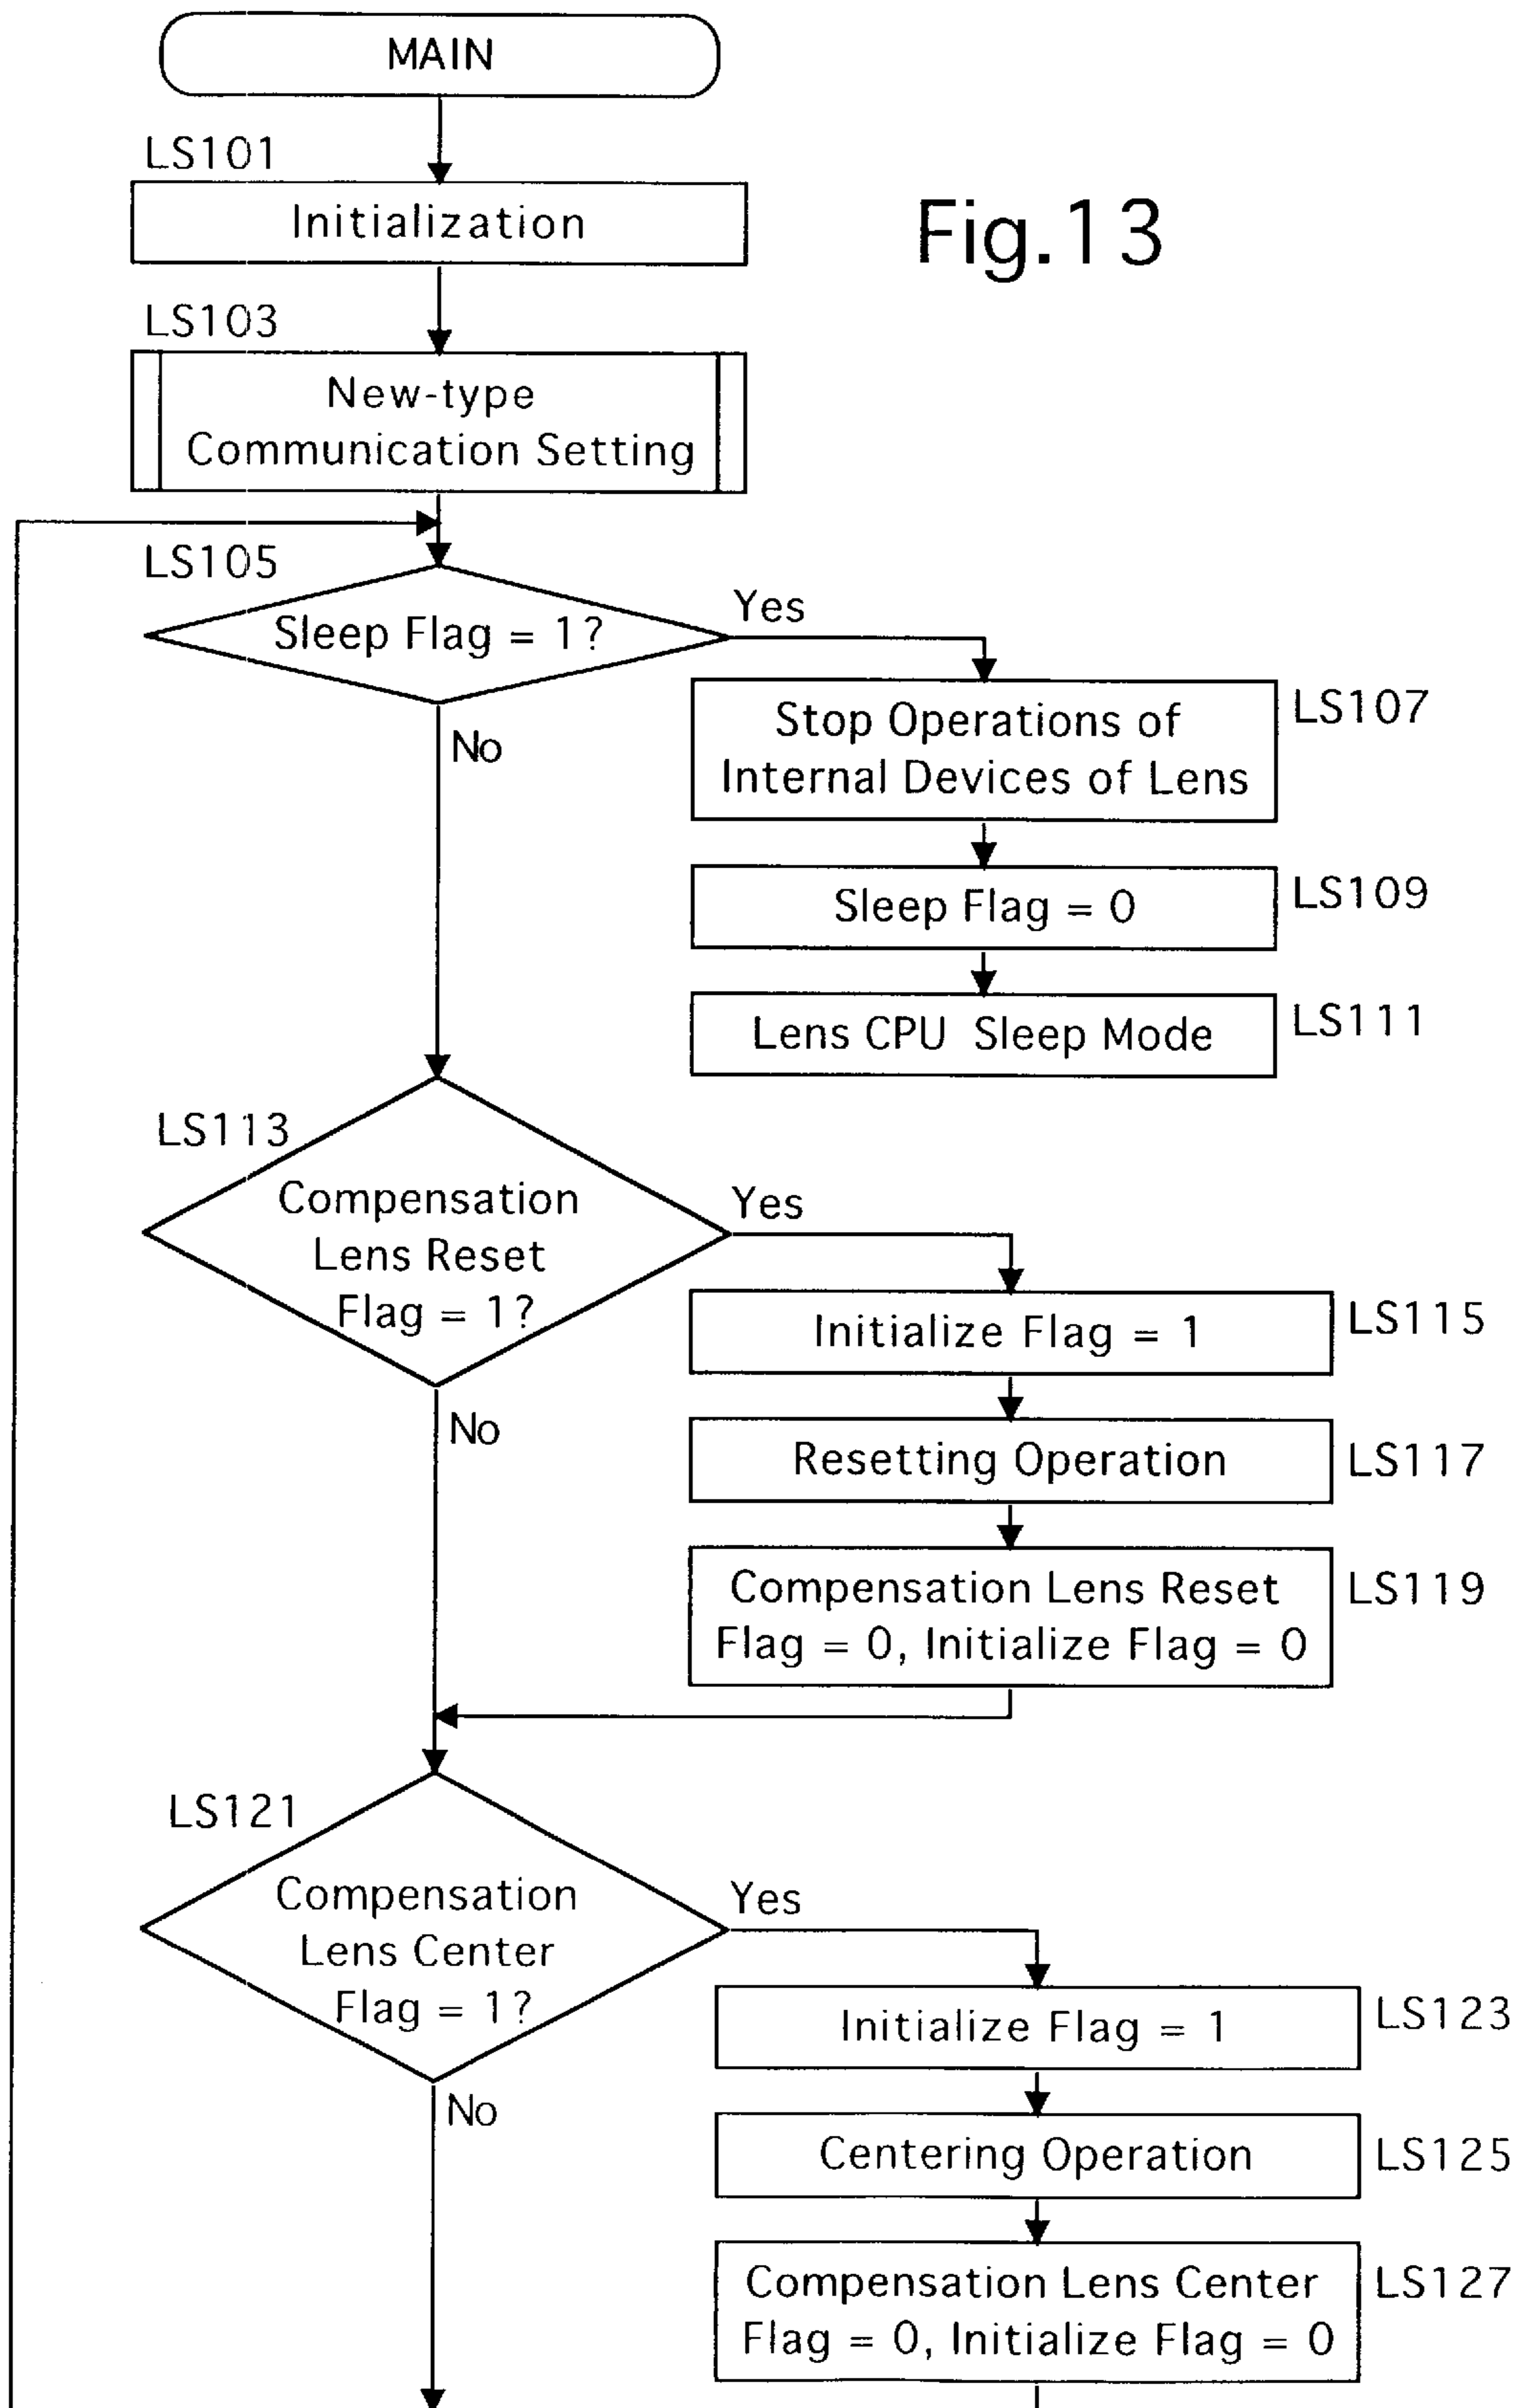 MAIN
LS101
Initialization
Fig.13
LS103
New-type
Communication Setting
LS105
Sleep Flag = 1?
Yes
No
Stop Operations of
Internal Devices of Lens
LS107
Sleep Flag = 0
LS109
Lens CPU Sleep Mode
LS111
LS113
Compensation
Lens Reset
Flag = 1?
Yes
No
Initialize Flag = 1
LS115
Resetting Operation
LS117
Compensation Lens Reset
Flag = 0, Initialize Flag = 0
LS119
LS121
Compensation
Lens Center
Flag = 1?
Yes
No
Initialize Flag = 1
LS123
Centering Operation
LS125
Compensation Lens Center
Flag = 0, Initialize Flag = 0
LS127